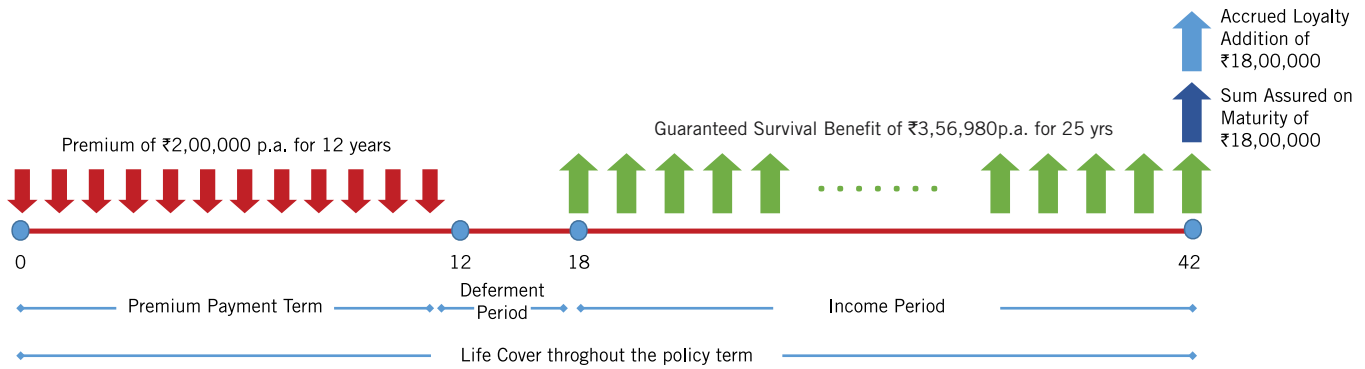 Accrued Loyalty
Addition of
₹18,00,000
Sum Assured on
Maturity of
₹18,00,000
Guaranteed Survival Benefit of ₹3,56,980p.a. for 25 yrs
Premium of ₹2,00,000 p.a. for 12 years
0
12
18
42
Premium Payment Term
Deferment
Period
Income Period
Life Cover throghout the policy term